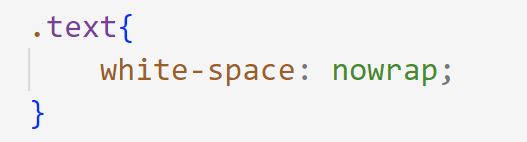 .text{
    white-space: nowrap;
}